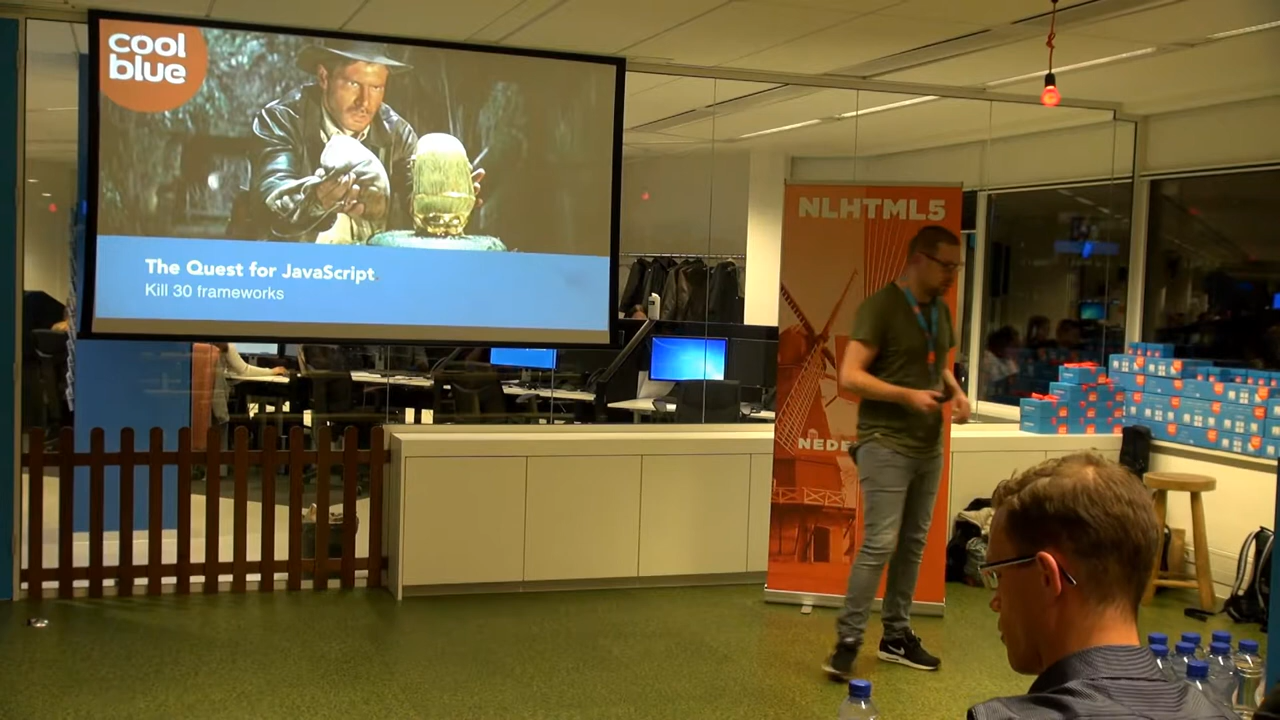 cool
blue
The Quest for JavaScript
Kill 30 frameworks
NLHTML5
NEDE